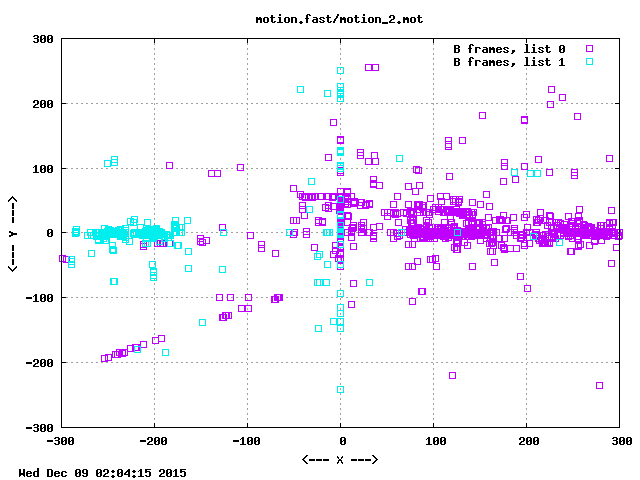 motion.fast/motion_2.mot
B frames, list 0
B frames, list 1
300
200
100
0
-100
-200
-300
<--- Y --->
-300 -200 -100 0 100 200 300
<--- X --->
Wed Dec 09 02:04:15 2015